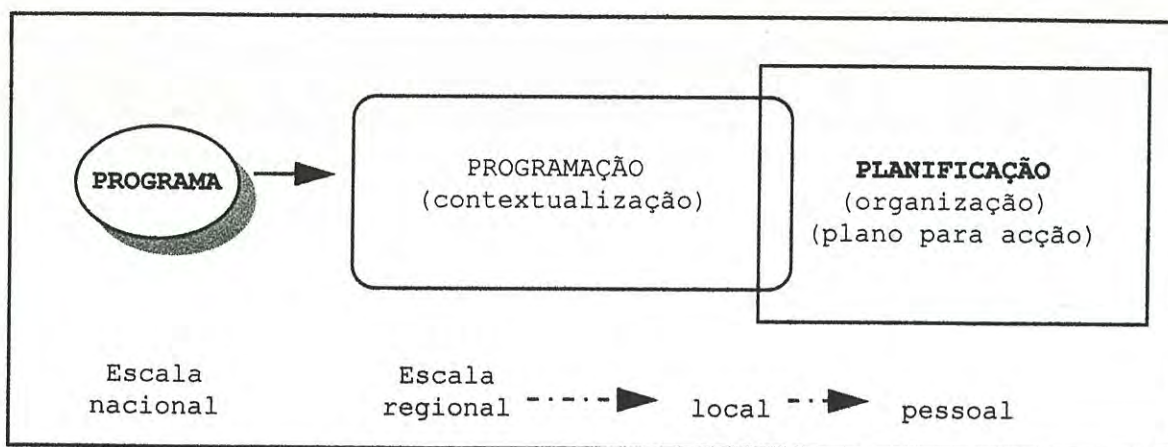 PROGRAMA
PROGRAMAÇÃO
(contextualização)
PLANIFICAÇÃO
(organização)
(plano para acção)
Escala
nacional
Escala
regional
local
pessoal